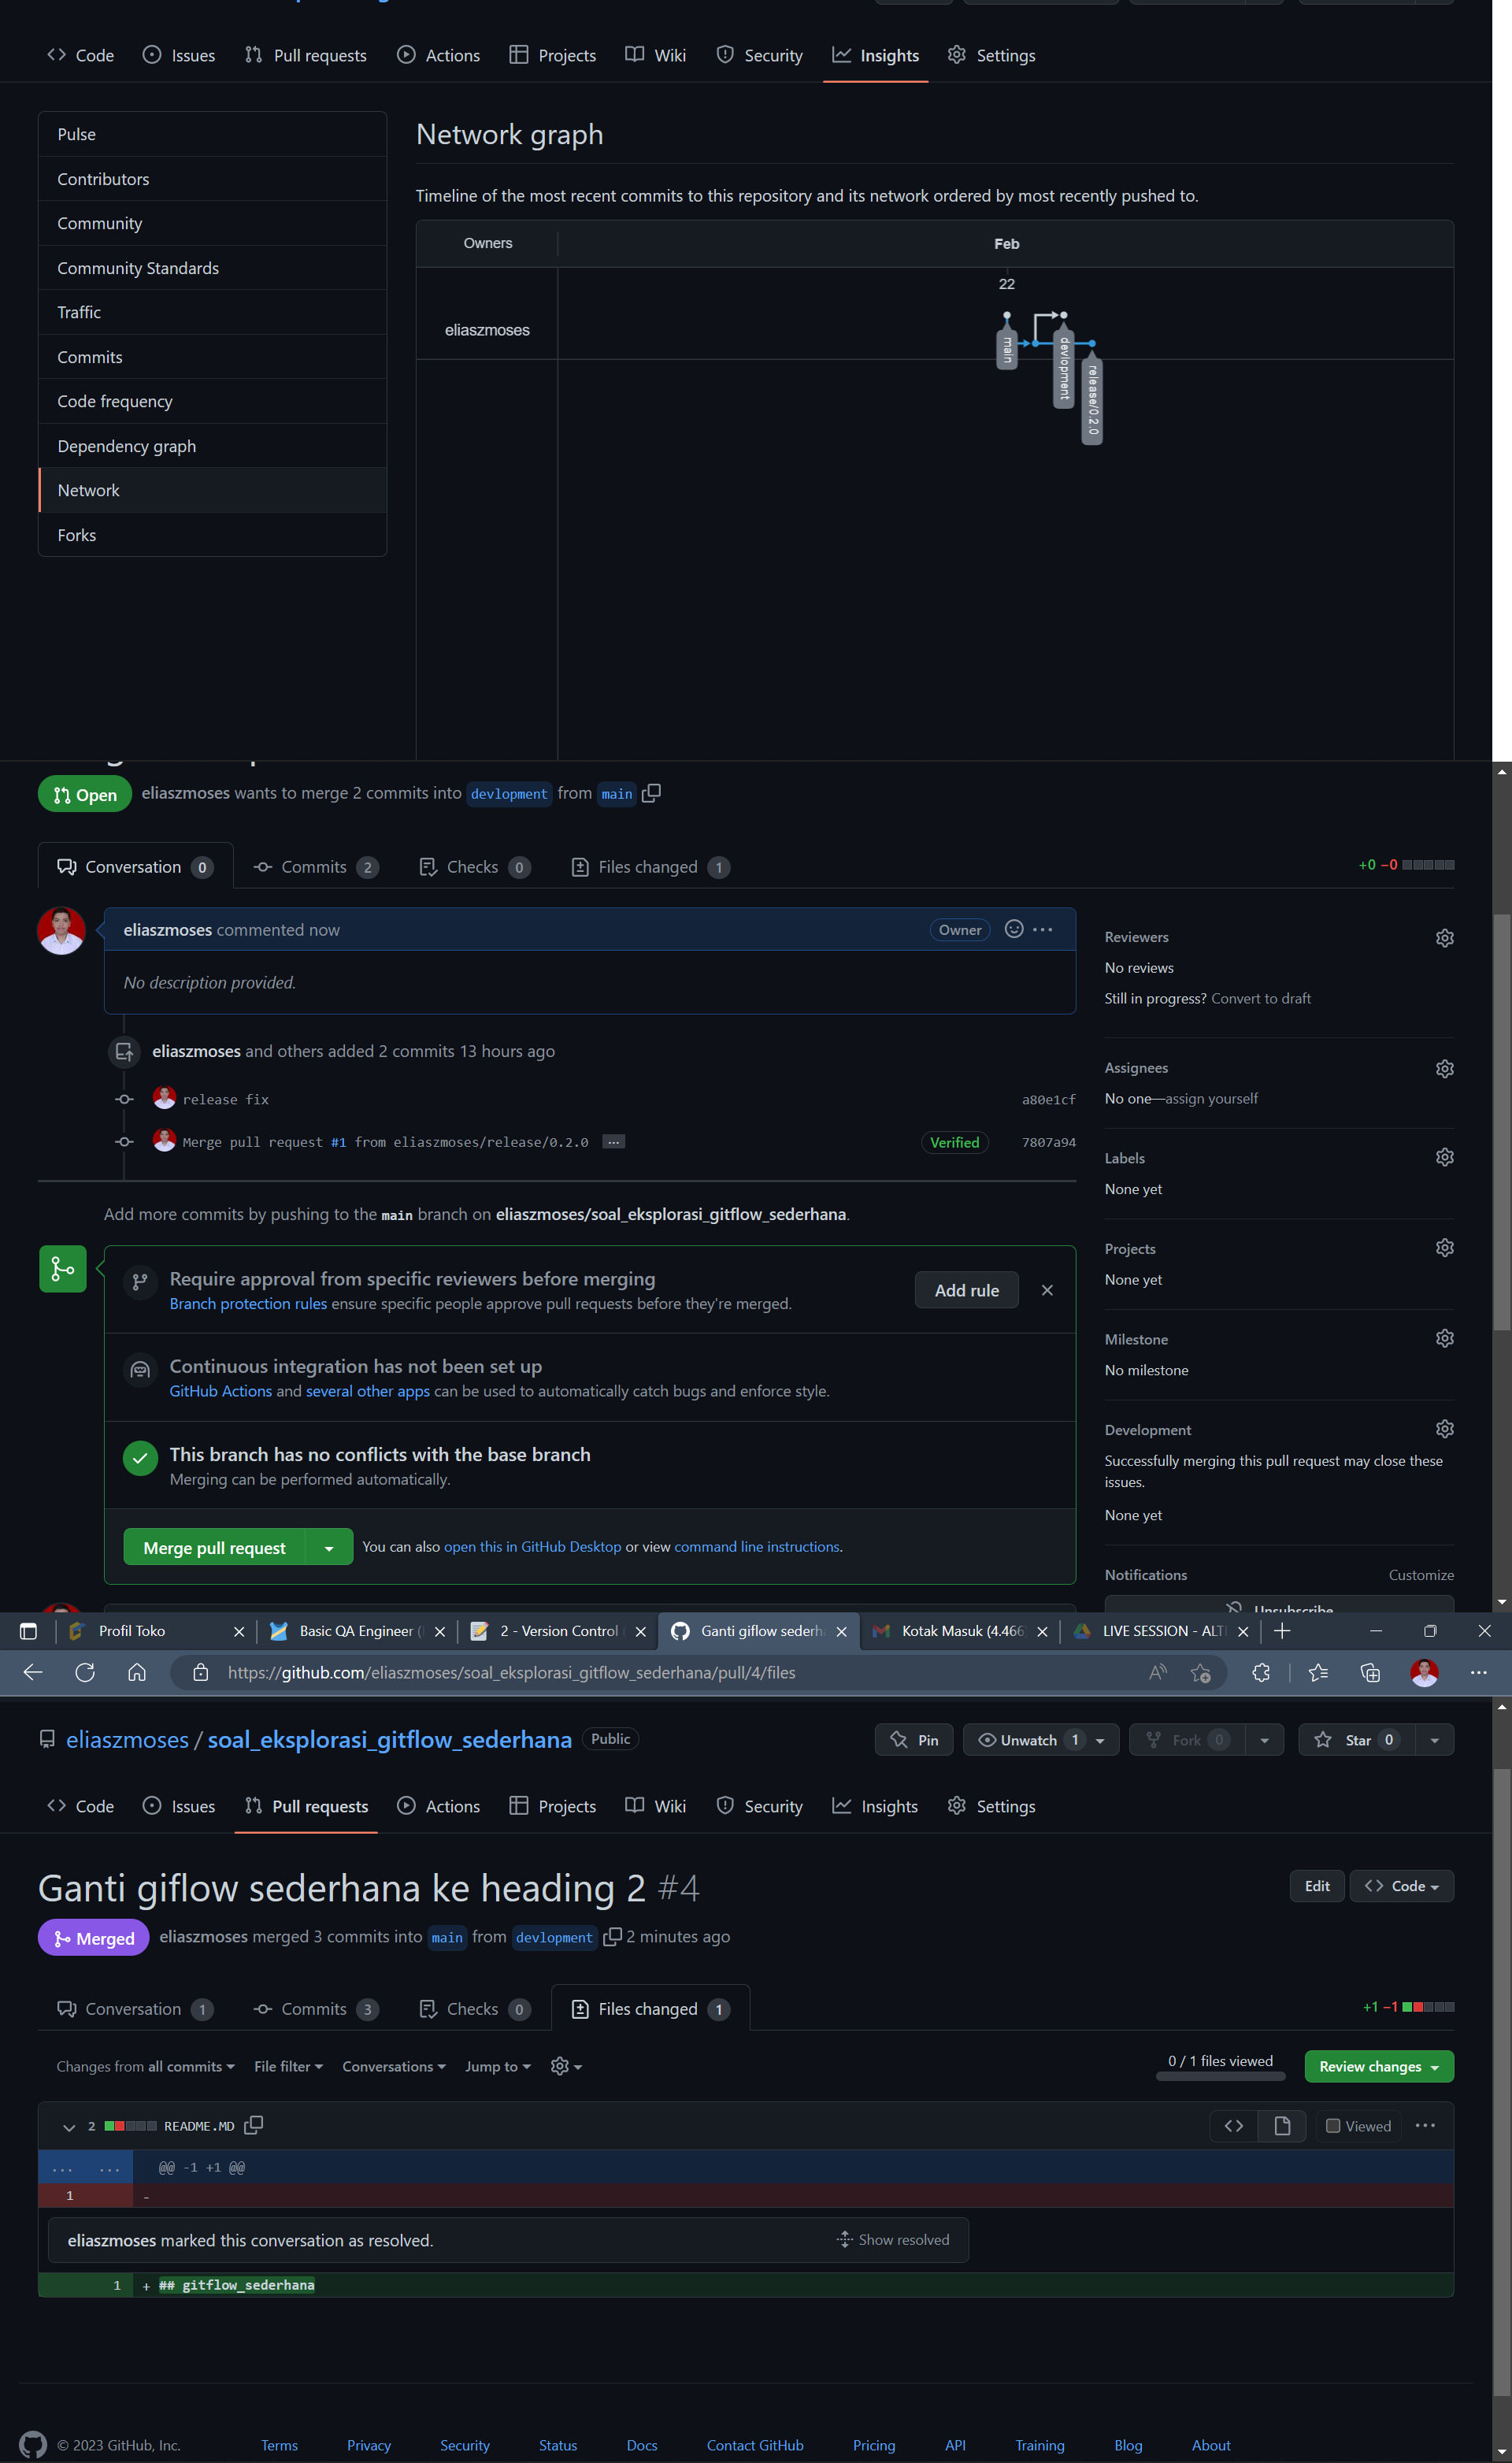 Code Issues Pull requests Actions Projects Wiki Security Insights Settings
Pulse
Contributors
Community
Community Standards
Traffic
Commits
Code frequency
Dependency graph
Network
Forks
Network graph
Timeline of the most recent commits to this repository and its network ordered by most recently pushed to.
Owners Feb
22
eliaszmoses
main
devlopment
release/0.2.0
Open eliaszmoses wants to merge 2 commits into devlopment from main
Conversation 0 Commits 2 Checks 0 Files changed 1 +0 −0
eliaszmoses commented now Owner
No description provided.
eliaszmoses and others added 2 commits 13 hours ago
release fix a80e1cf
Merge pull request #1 from eliaszmoses/release/0.2.0 ... Verified 7807a94
Add more commits by pushing to the main branch on eliaszmoses/soal_eksplorasi_gitflow_sederhana.
Require approval from specific reviewers before merging
Branch protection rules ensure specific people approve pull requests before they're merged.
Add rule
Continuous integration has not been set up
GitHub Actions and several other apps can be used to automatically catch bugs and enforce style.
This branch has no conflicts with the base branch
Merging can be performed automatically.
Merge pull request You can also open this in GitHub Desktop or view command line instructions.
Reviewers
No reviews
Still in progress? Convert to draft
Assignees
No one—assign yourself
Labels
None yet
Projects
None yet
Milestone
No milestone
Development
Successfully merging this pull request may close these
issues.
None yet
Notifications Customize
Unsubscribe
Profil Toko Basic QA Engineer ( 2 - Version Control Ganti giflow sederh Kotak Masuk (4.466 LIVE SESSION - ALT
https://github.com/eliaszmoses/soal_eksplorasi_gitflow_sederhana/pull/4/files
eliaszmoses / soal_eksplorasi_gitflow_sederhana Public Pin Unwatch 1 Fork 0 Star 0
Code Issues Pull requests Actions Projects Wiki Security Insights Settings
Ganti giflow sederhana ke heading 2 #4 Edit Code
Merged eliaszmoses merged 3 commits into main from devlopment 2 minutes ago
Conversation 1 Commits 3 Checks 0 Files changed 1 +1 −1
Changes from all commits File filter Conversations Jump to 0 / 1 files viewed Review changes
2 README.MD Viewed
... ... @@ -1 +1 @@
1 -
eliaszmoses marked this conversation as resolved. Show resolved
1 + ## gitflow_sederhana
© 2023 GitHub, Inc. Terms Privacy Security Status Docs Contact GitHub Pricing API Training Blog About